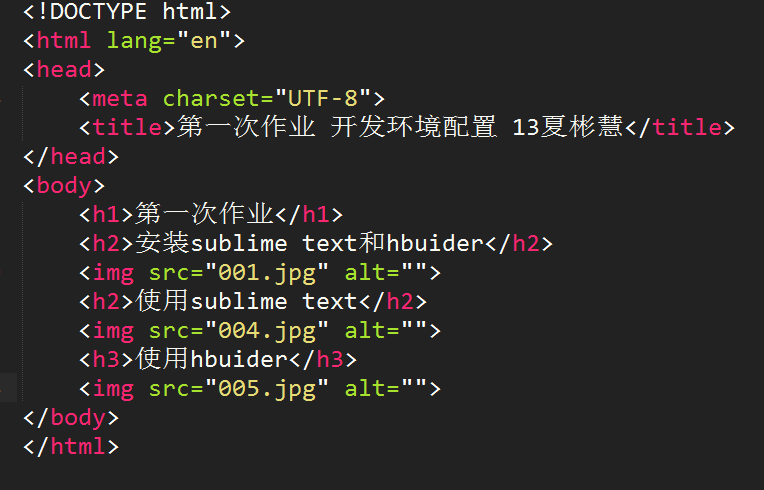 <!DOCTYPE html>
<html lang="en">
<head>
<meta charset="UTF-8">
<title>第一次作业 开发环境配置 13夏彬慧</title>
</head>
<body>
<h1>第一次作业</h1>
<h2>安装sublime text和hbuider</h2>
<img src="001.jpg" alt="">
<h2>使用sublime text</h2>
<img src="004.jpg" alt="">
<h3>使用hbuider</h3>
<img src="005.jpg" alt="">
</body>
</html>